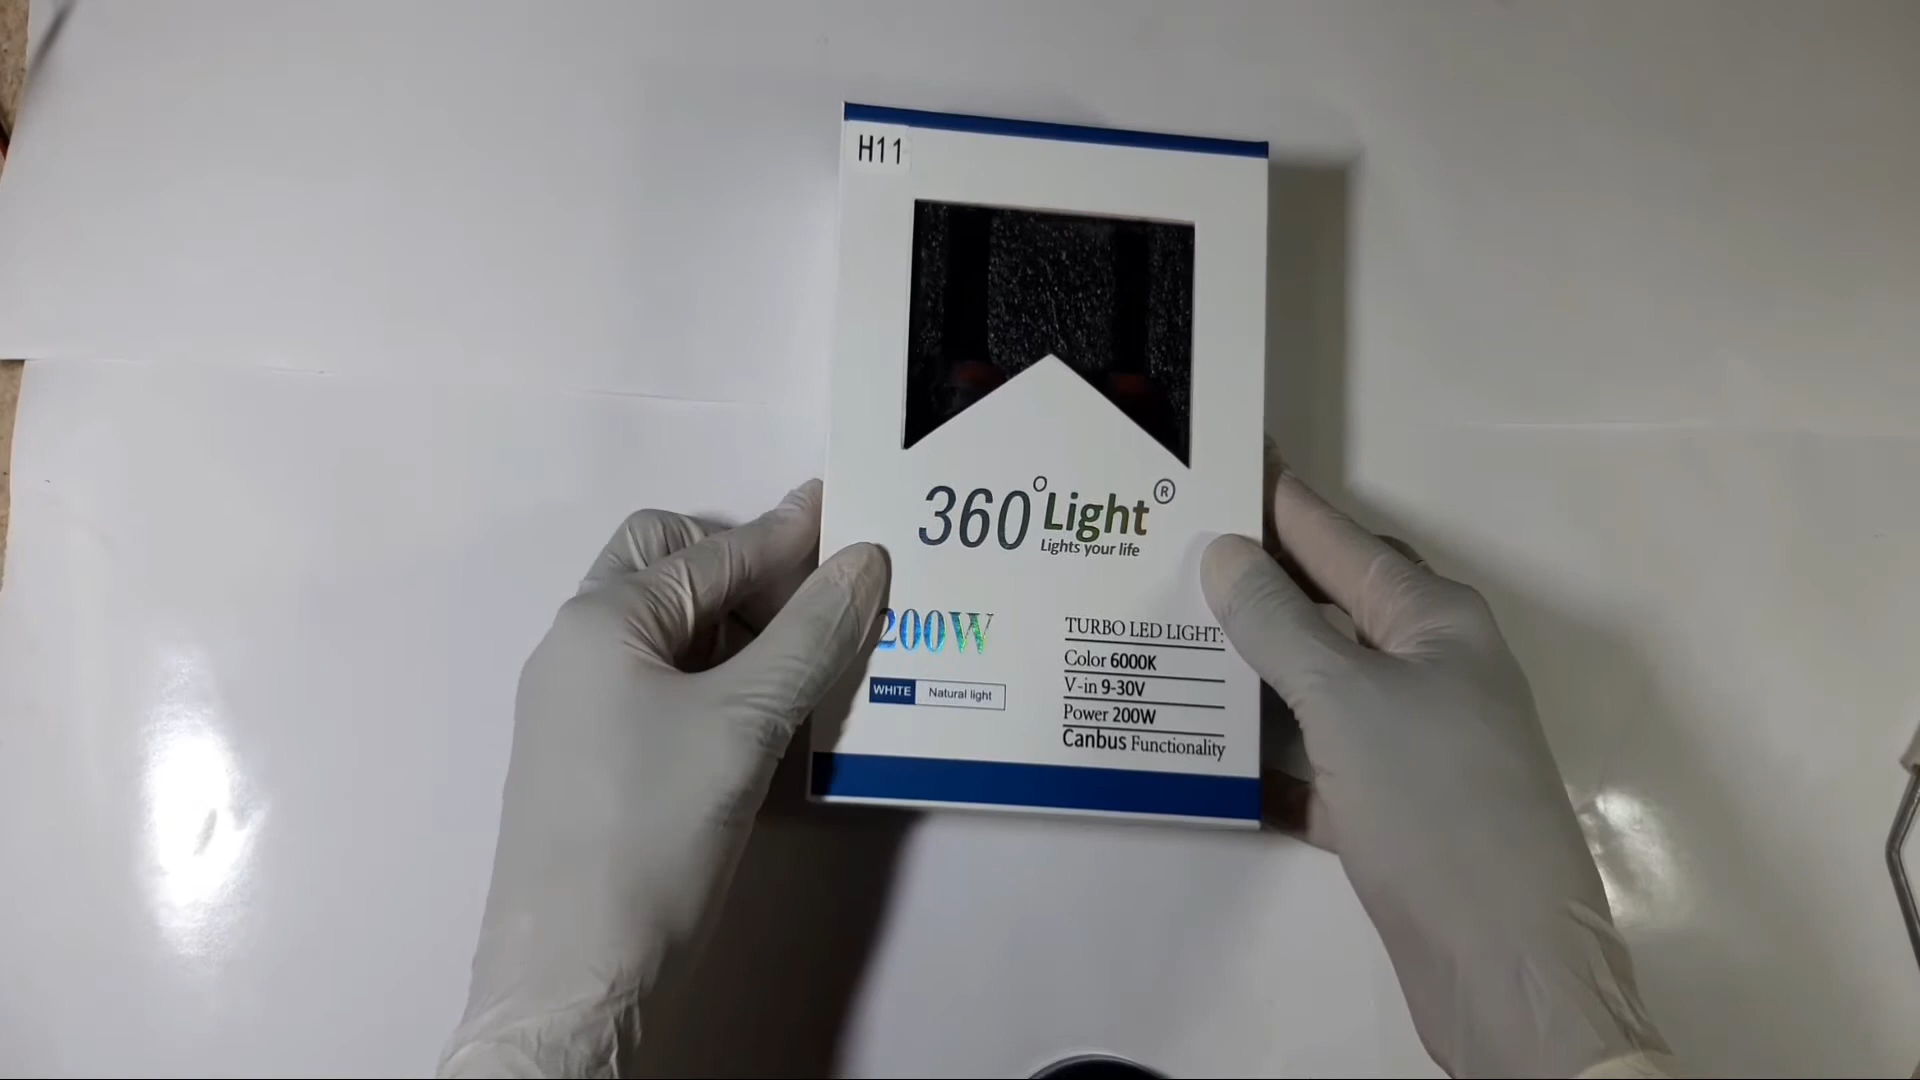 H11
360° Light ®
Lights your life
200W
WHITE Natural light
TURBO LED LIGHT:
Color 6000K
V-in 9-30V
Power 200W
Canbus Functionality